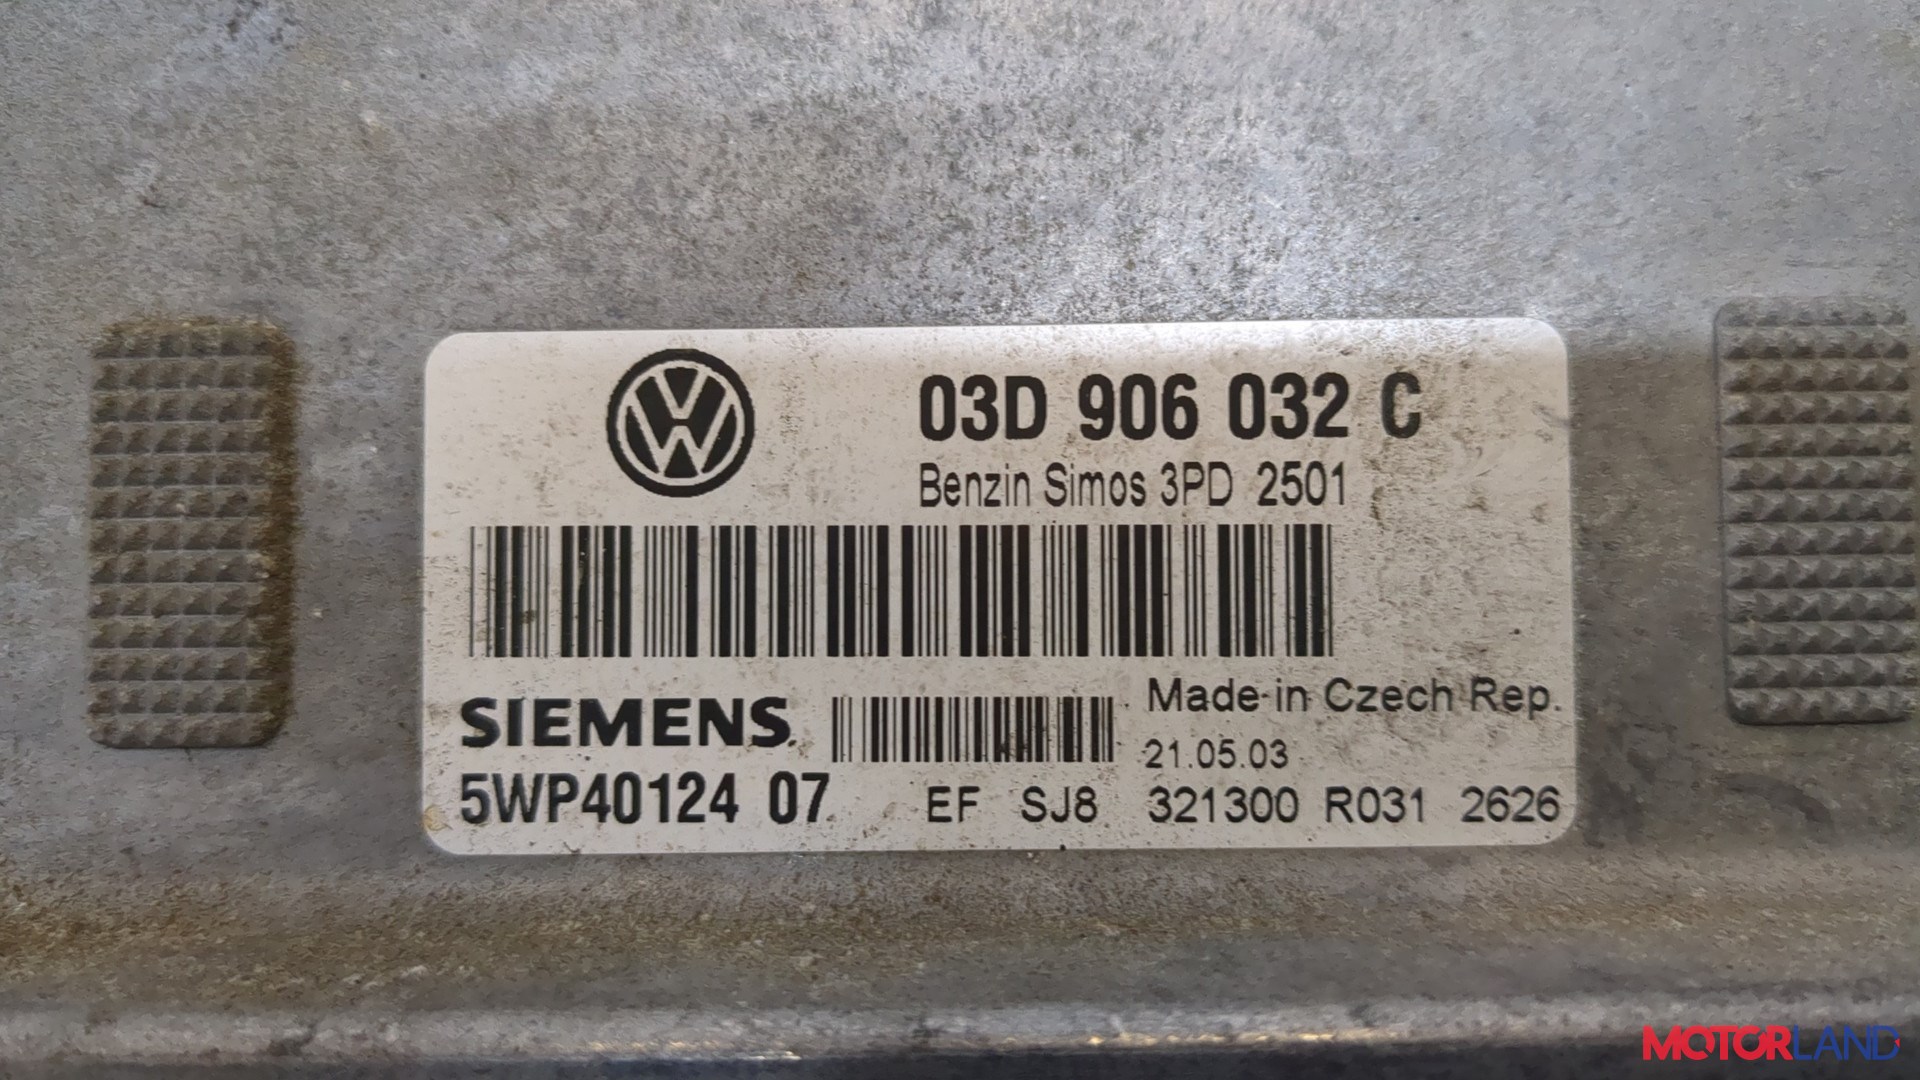 03D 906 032 C
Benzin Simos 3PD 2501
SIEMENS
Made in Czech Rep.
21.05.03
5WP40124 07 EF SJ8 321300 R031 2626
MOTORLAND